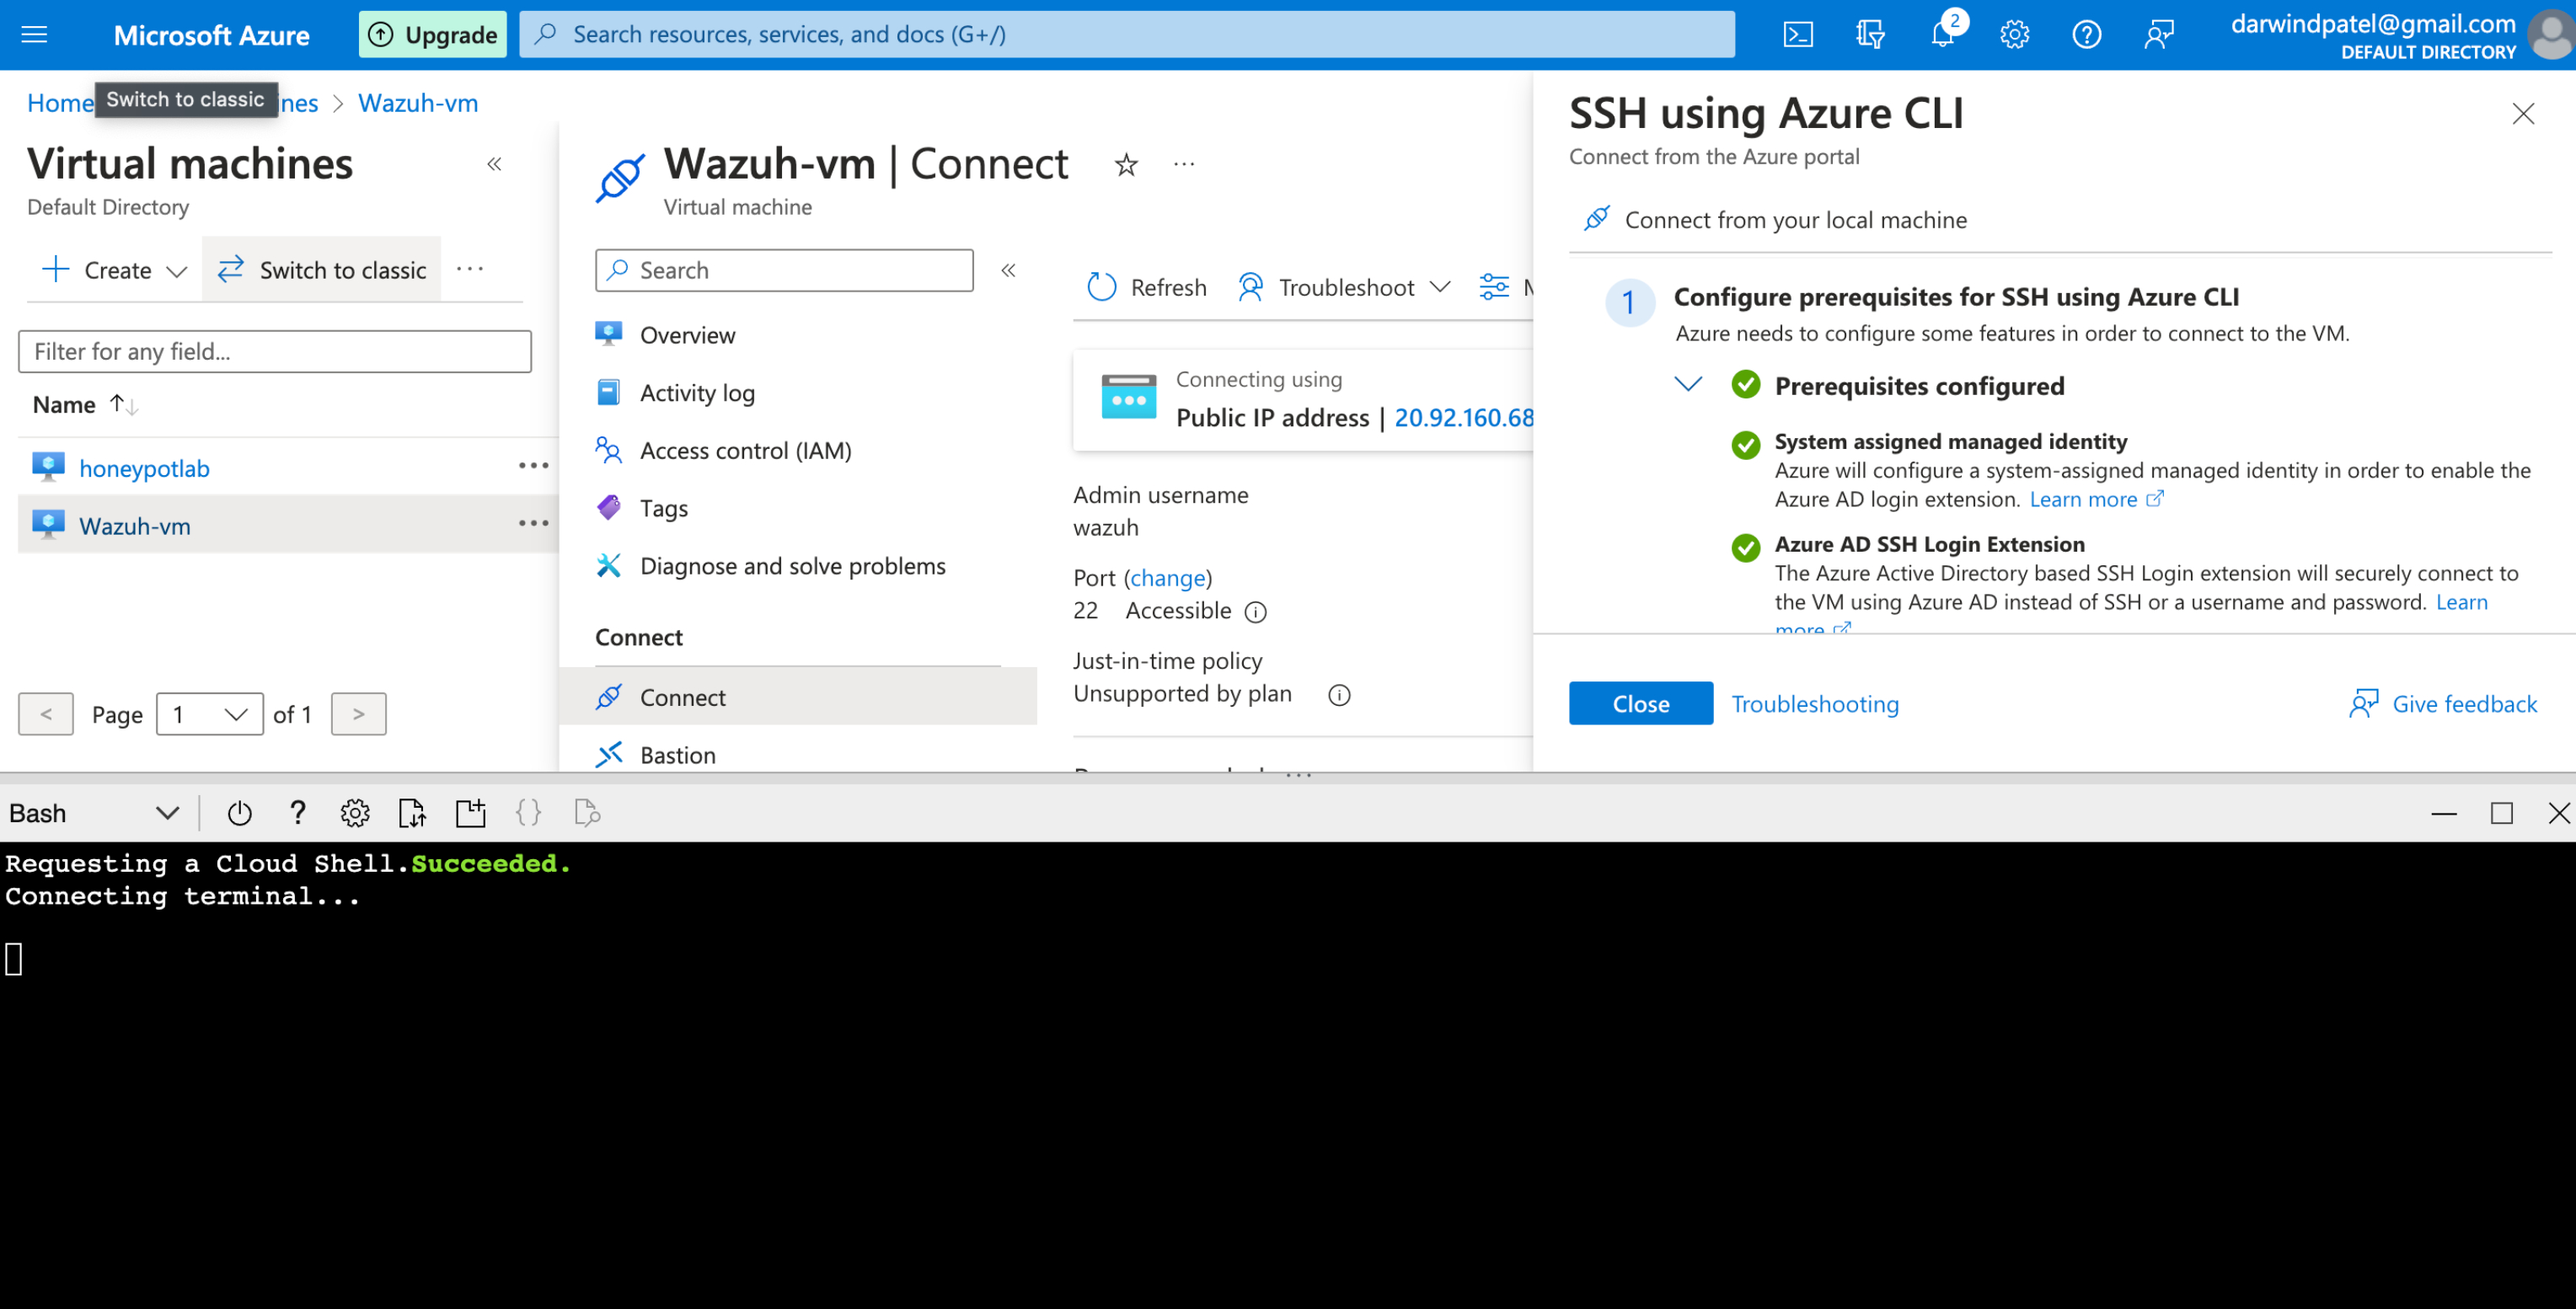 Microsoft Azure
Upgrade
Search resources, services, and docs (G+/)
2
darwindpatel@gmail.com
DEFAULT DIRECTORY
Home
Switch to classic
ines > Wazuh-vm
Virtual machines
Default Directory
Create
Switch to classic
Filter for any field...
Name
honeypotlab
Wazuh-vm
< Page 1 of 1 >
Wazuh-vm | Connect
Virtual machine
Search
Overview
Activity log
Access control (IAM)
Tags
Diagnose and solve problems
Connect
Connect
Bastion
Refresh
Troubleshoot
Connecting using
Public IP address | 20.92.160.68
Admin username
wazuh
Port (change)
22 Accessible
Just-in-time policy
Unsupported by plan
SSH using Azure CLI
Connect from the Azure portal
Connect from your local machine
1
Configure prerequisites for SSH using Azure CLI
Azure needs to configure some features in order to connect to the VM.
Prerequisites configured
System assigned managed identity
Azure will configure a system-assigned managed identity in order to enable the
Azure AD login extension. Learn more
Azure AD SSH Login Extension
The Azure Active Directory based SSH Login extension will securely connect to
the VM using Azure AD instead of SSH or a username and password. Learn
more
Close
Troubleshooting
Give feedback
Bash
?
{}
Requesting a Cloud Shell.Succeeded.
Connecting terminal...